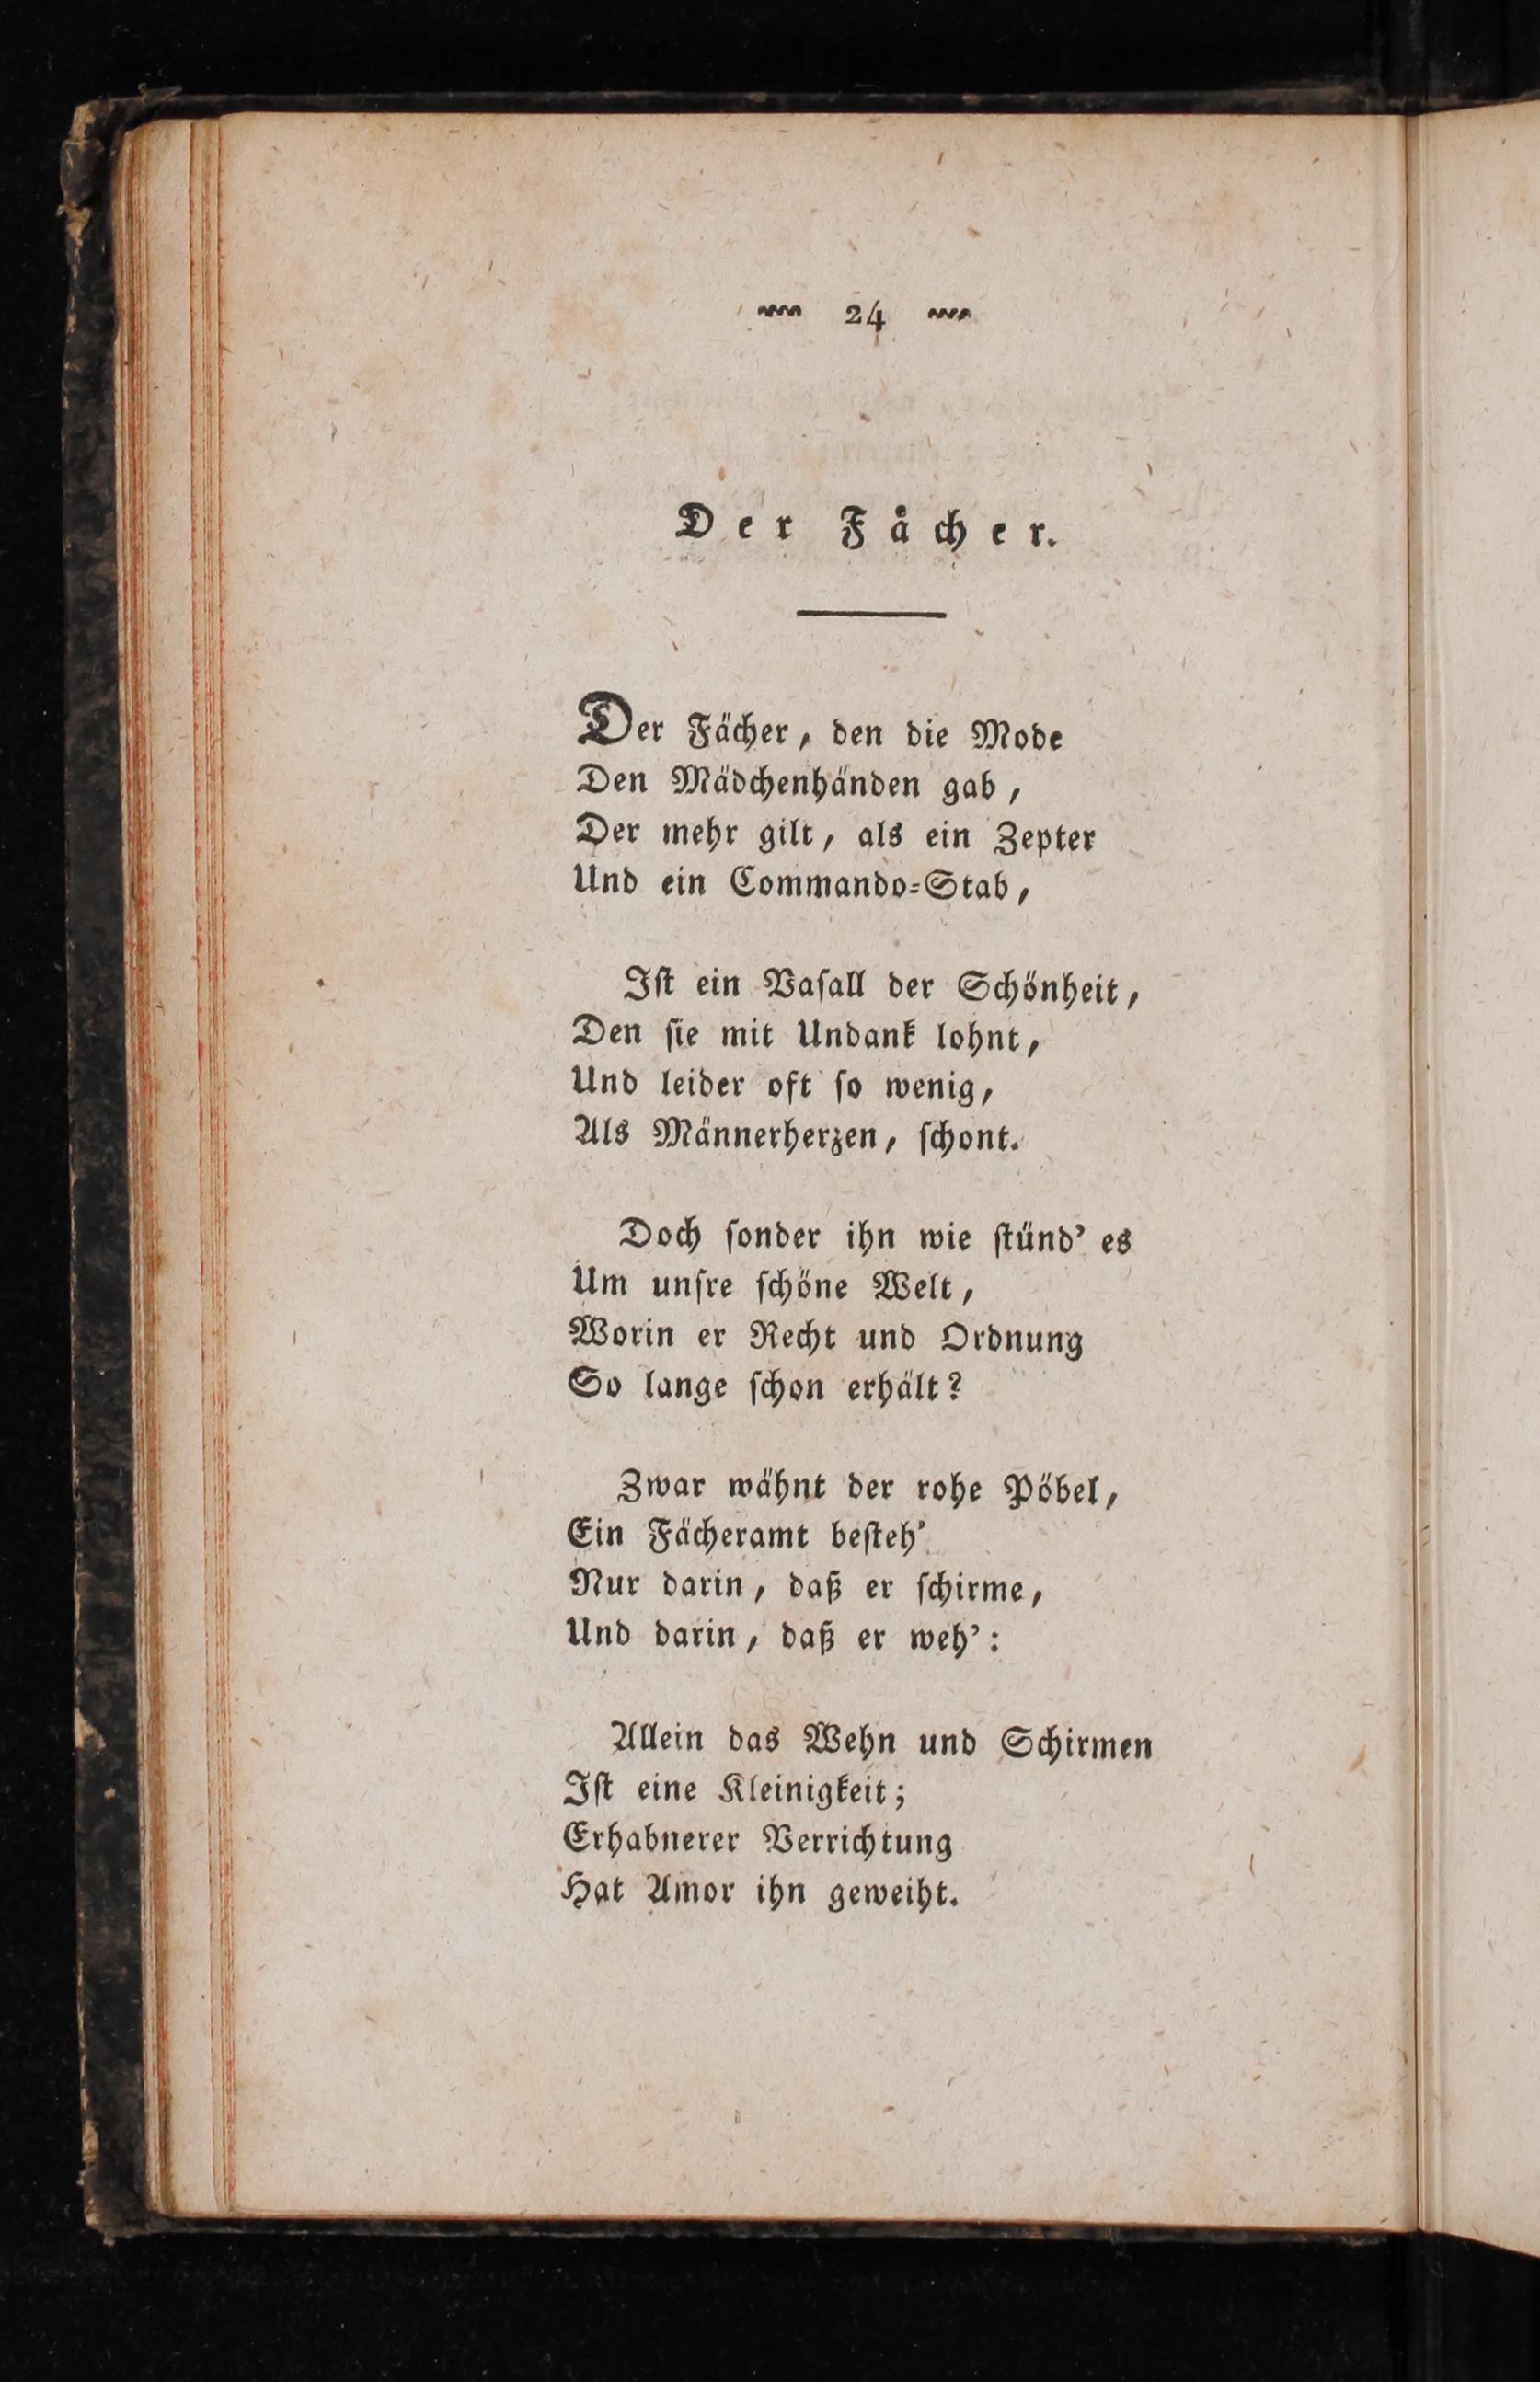 24
Der Fächer.
Der Fächer, den die Mode
Den Mädchenhänden gab,
Der mehr gilt, als ein Zepter
Und ein Commando-Stab,
Iſt ein Vaſall der Schönheit,
Den ſie mit Undank lohnt,
Und leider oft ſo wenig,
Als Männerherzen, ſchont.
Doch ſonder ihn wie ſtünd’ es
Um unſre ſchöne Welt,
Worin er Recht und Ordnung
So lange ſchon erhält?
Zwar wähnt der rohe Pöbel,
Ein Fächeramt beſteh’
Nur darin, daß er ſchirme,
Und darin, daß er weh’:
Allein das Wehn und Schirmen
Iſt eine Kleinigkeit;
Erhabnerer Verrichtung
Hat Amor ihn geweiht.